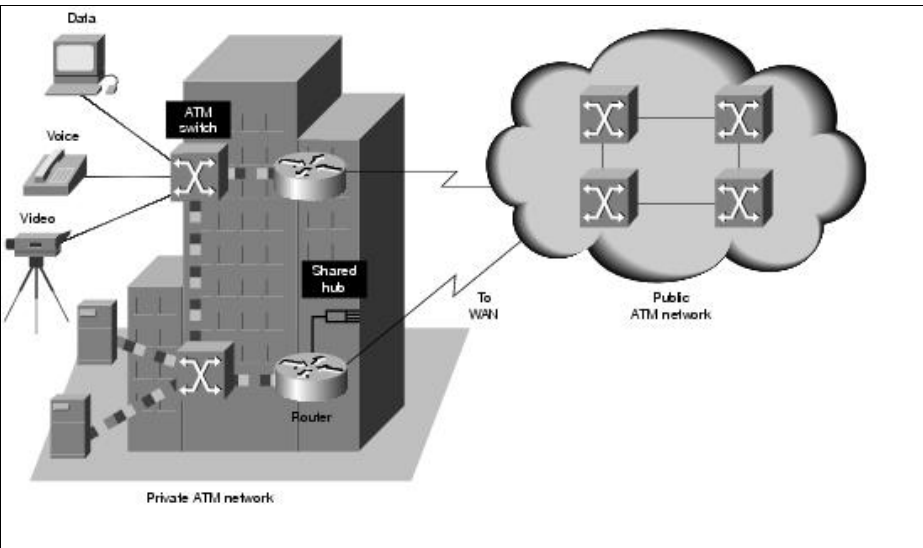 Data
ATM
switch
Voice
Video
Shared
hub
To
WAN
Public
ATM network
Router
Private ATM network